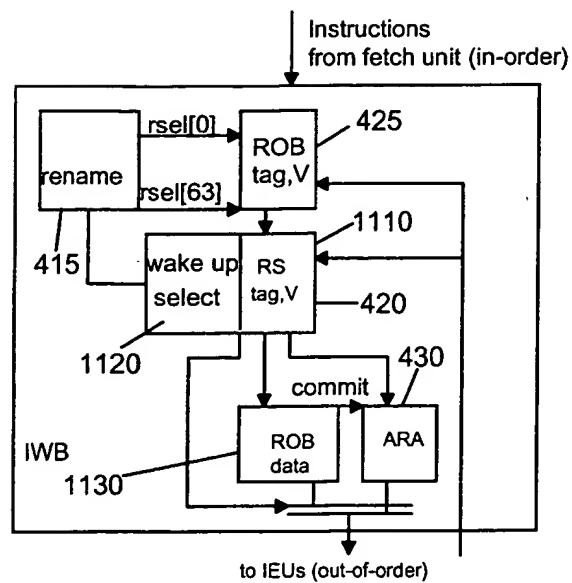 Instructions
from fetch unit (in-order)
rsel[0]
425
ROB
tag,V
rename
rsel[63]
1110
415
wake up
select
RS
tag,V
420
1120
430
commit
ROB
data
ARA
IWB
1130
to IEUs (out-of-order)